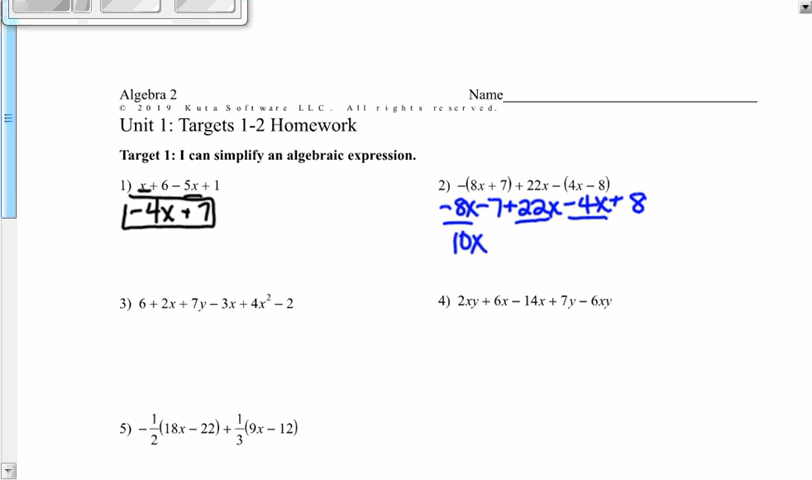 Algebra 2 Name
© 2019 Kuta Software LLC. All rights reserved.
Unit 1: Targets 1-2 Homework
Target 1: I can simplify an algebraic expression.
1) x + 6 − 5x + 1
-4x + 7
2) −(8x + 7) + 22x − (4x − 8)
-8x-7+22x-4x+8
10x
3) 6 + 2x + 7y − 3x + 4x² − 2
4) 2xy + 6x − 14x + 7y − 6xy
5) −1/2(18x − 22) + 1/3(9x − 12)